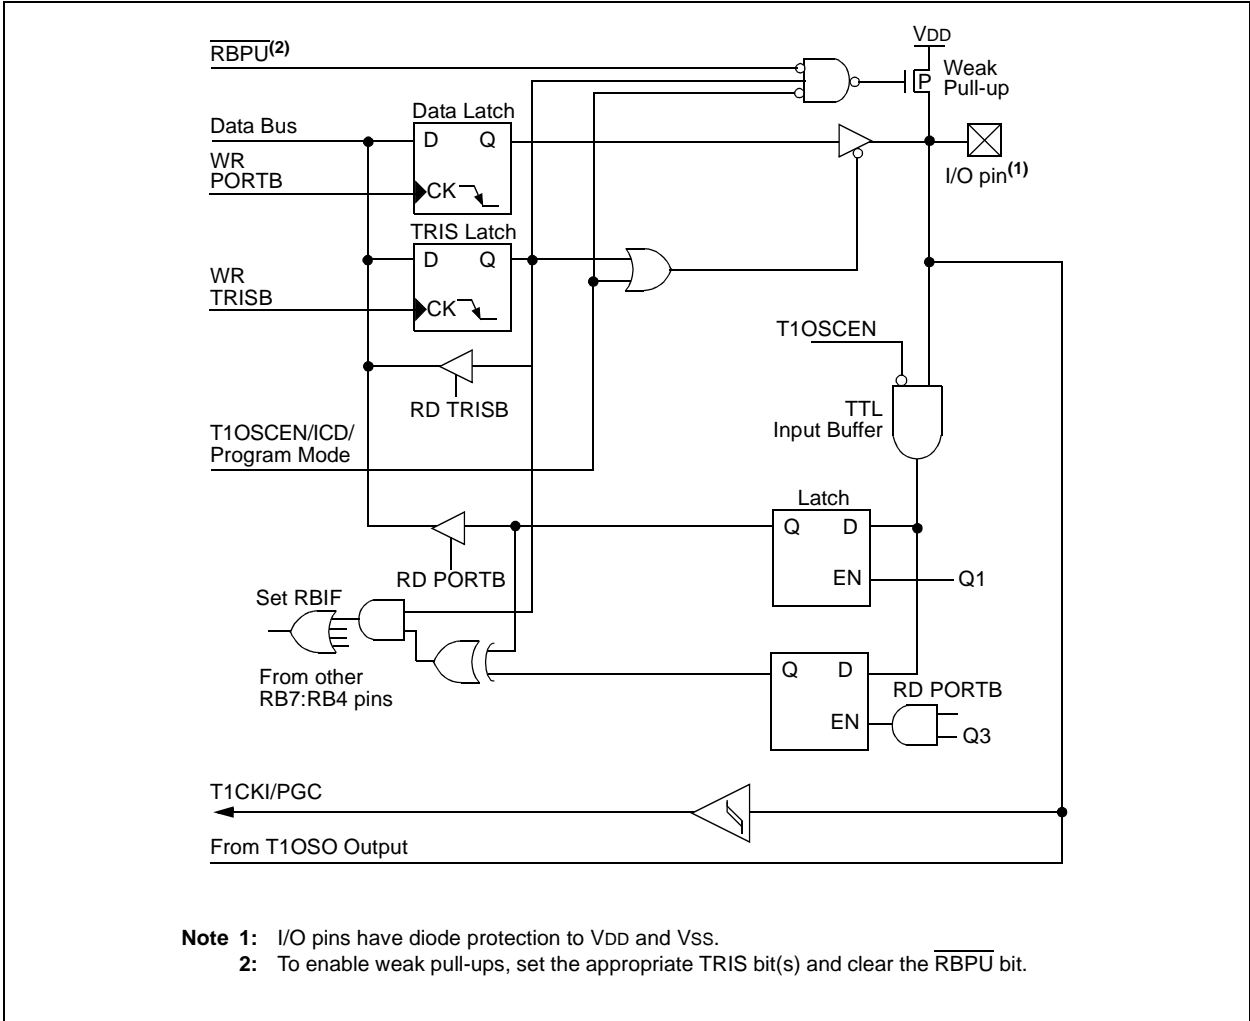 RBPU(2)
VDD
Weak
Pull-up
P
Data Bus
Data Latch
D Q
WR
PORTB
CK
I/O pin(1)
TRIS Latch
D Q
WR
TRISB
CK
T1OSCEN
RD TRISB
TTL
Input Buffer
T1OSCEN/ICD/
Program Mode
Latch
Q D
EN
Q1
RD PORTB
Set RBIF
From other
RB7:RB4 pins
Q D
EN
RD PORTB
Q3
T1CKI/PGC
From T1OSO Output
Note 1: I/O pins have diode protection to VDD and VSS.
2: To enable weak pull-ups, set the appropriate TRIS bit(s) and clear the RBPU bit.